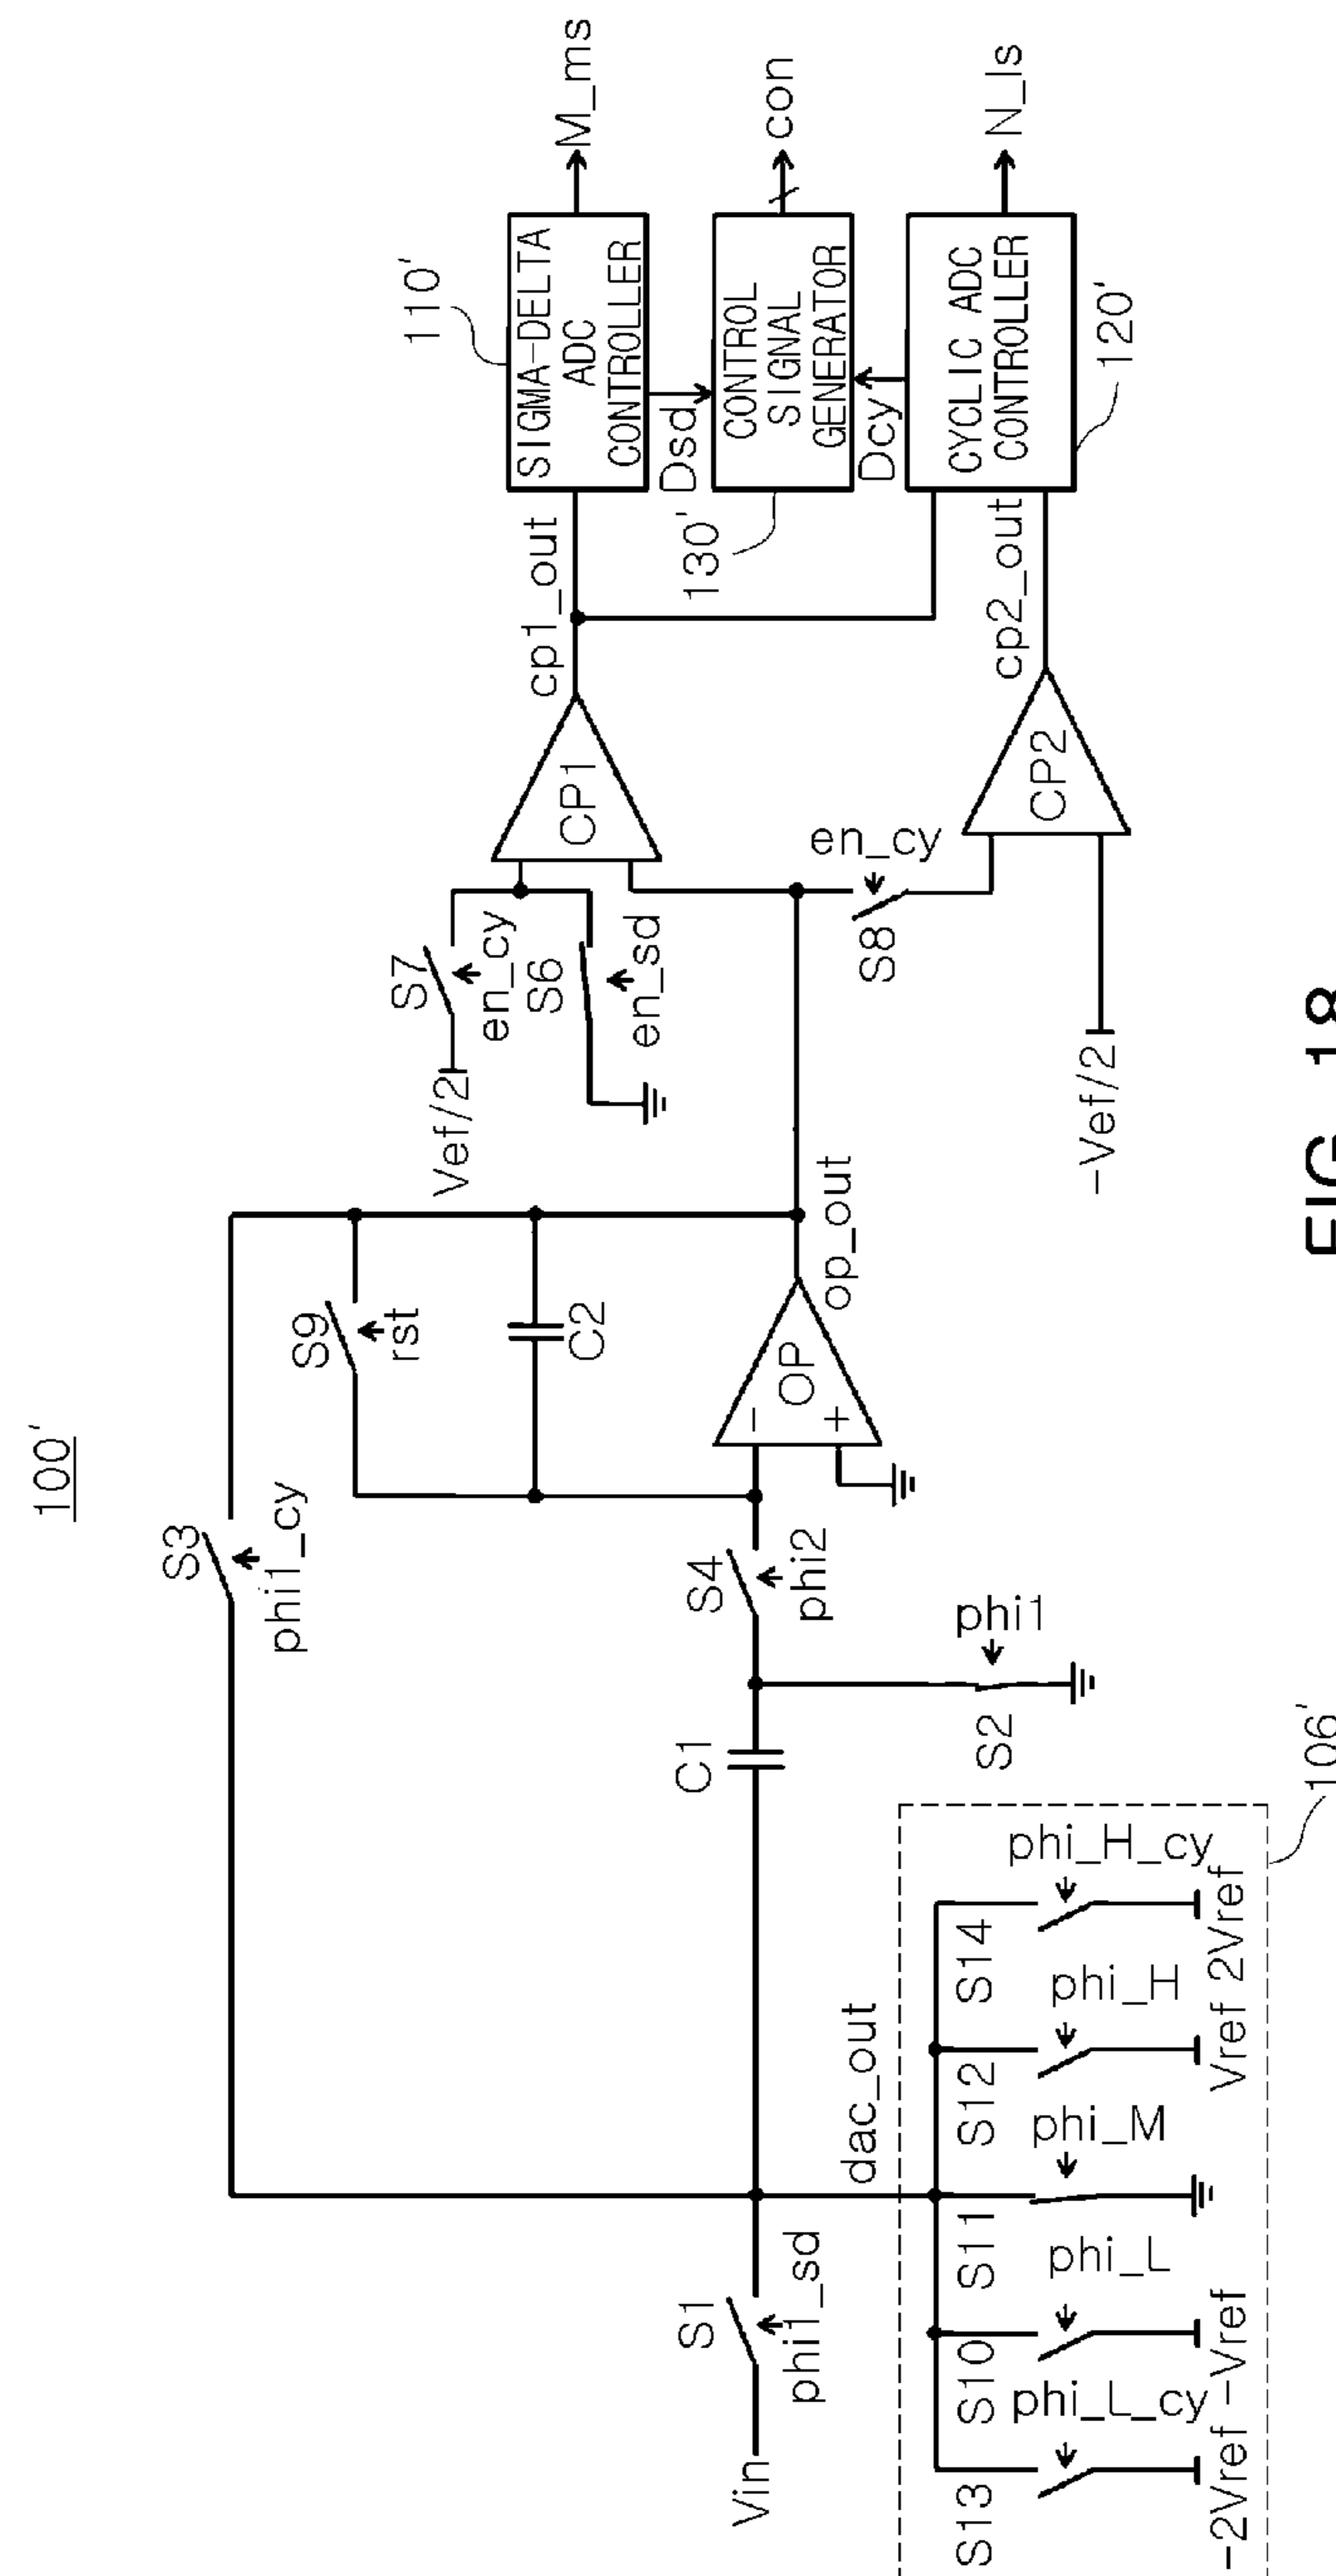 100'
S3
phi1_cy
S9
rst
C2
S7
en_cy
Vef/2
S6
en_sd
CP1
cp1_out
110'
SIGMA-DELTA
ADC
CONTROLLER
M_ms
Dsd
130'
CONTROL
SIGNAL
GENERATOR
con
Dcy
CYCLIC ADC
CONTROLLER
120'
N_ls
Vin
S1
phi1_sd
C1
S4
phi2
S2
phi1
OP
-
+
op_out
S8
en_cy
CP2
cp2_out
-Vef/2
dac_out
106'
S13
phi_L_cy
-2Vref
S10
phi_L
-Vref
S11
phi_M
S12
phi_H
Vref
S14
phi_H_cy
2Vref
FIG. 18